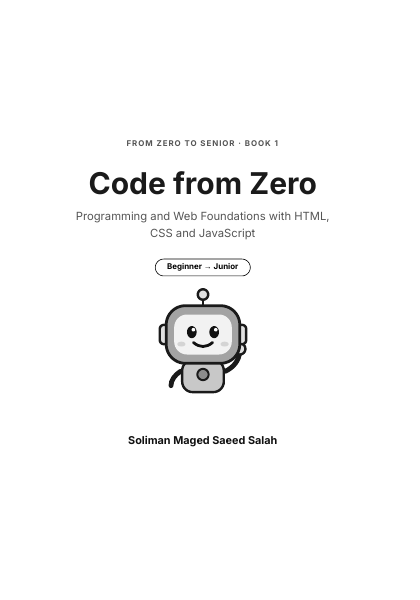 FROM ZERO TO SENIOR · BOOK 1
Code from Zero
Programming and Web Foundations with HTML,
CSS and JavaScript
Beginner → Junior
Soliman Maged Saeed Salah